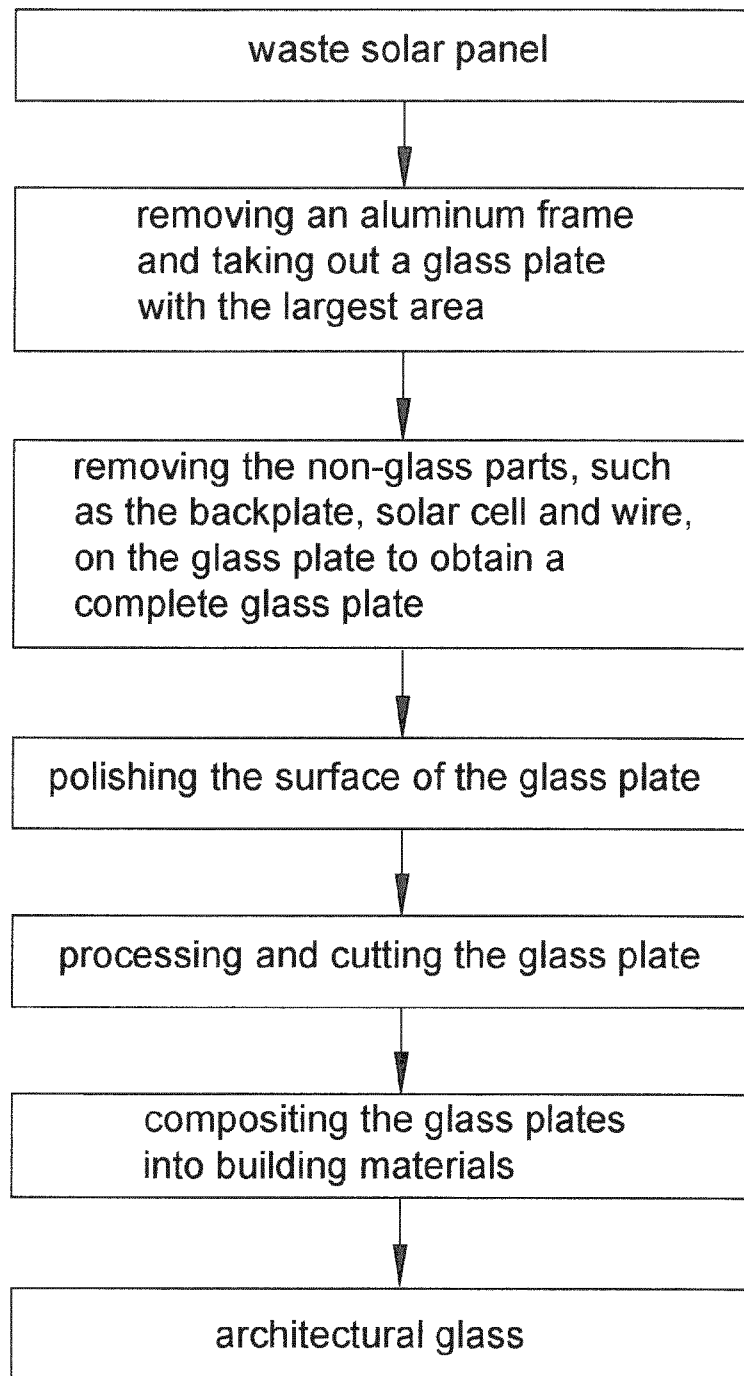 waste solar panel
removing an aluminum frame
and taking out a glass plate
with the largest area
removing the non-glass parts, such
as the backplate, solar cell and wire,
on the glass plate to obtain a
complete glass plate
polishing the surface of the glass plate
processing and cutting the glass plate
compositing the glass plates
into building materials
architectural glass